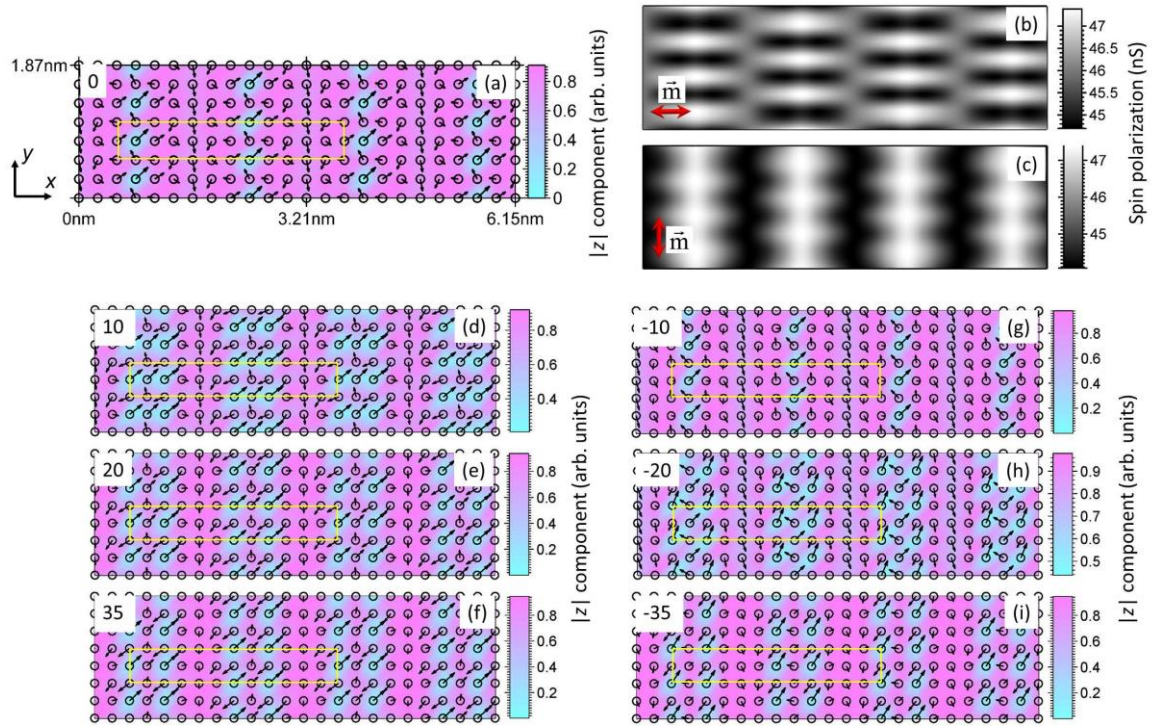 0
(a)
1.87nm
y
x
0nm
3.21nm
6.15nm
0.8
0.6
0.4
0.2
0
|z| component (arb. units)
(b)
m
47
46.5
46
45.5
45
(c)
m
47
46
45
Spin polarization (nS)
10
(d)
0.8
0.6
0.4
20
(e)
0.8
0.6
0.4
0.2
35
(f)
0.8
0.6
0.4
0.2
|z| component (arb. units)
-10
(g)
0.8
0.6
0.4
0.2
-20
(h)
0.9
0.8
0.7
0.6
0.5
-35
(i)
0.8
0.6
0.4
0.2
|z| component (arb. units)